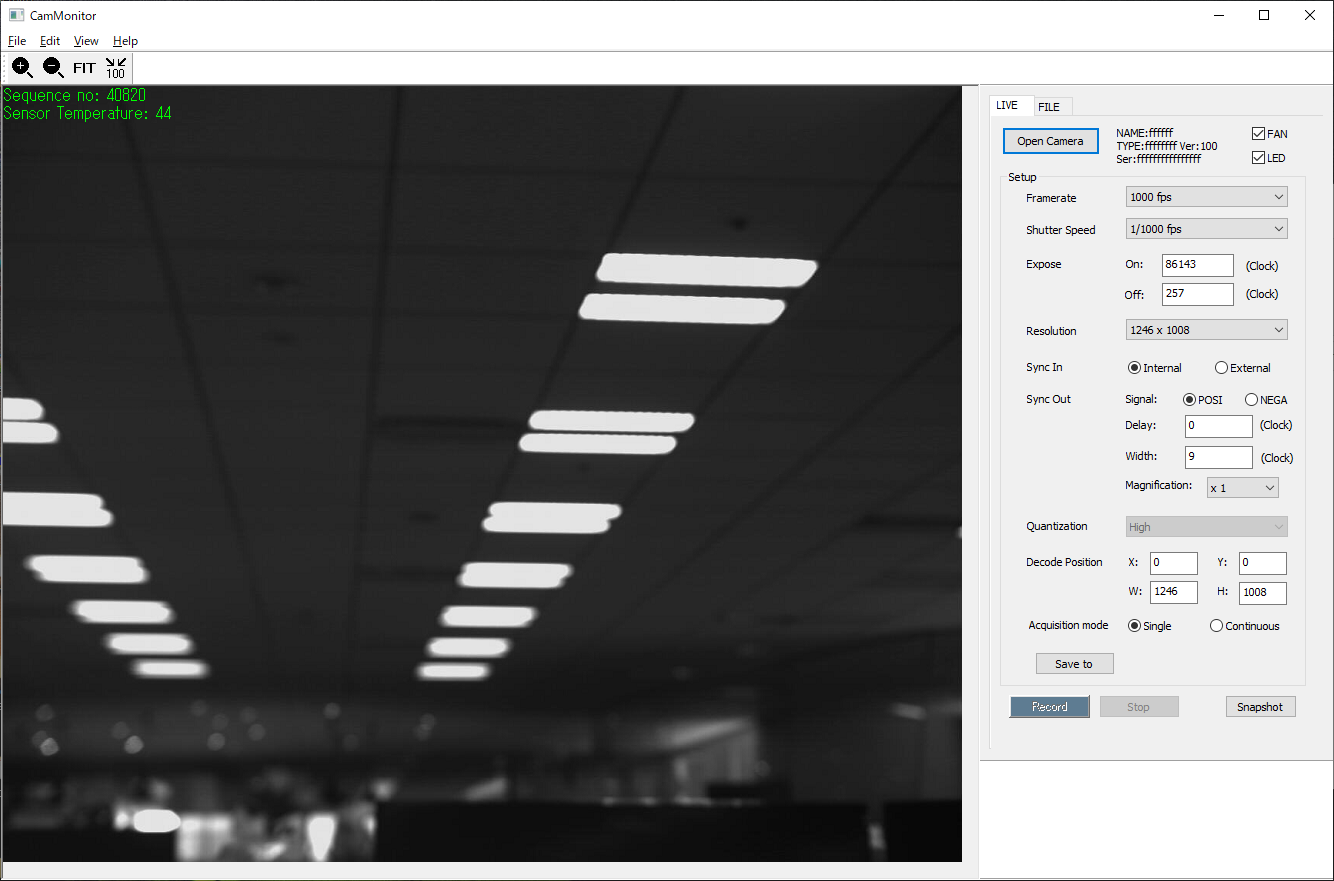 CamMonitor
File Edit View Help
FIT 100
Sequence no: 40820
Sensor Temperature: 44
LIVE FILE
Open Camera
NAME:ffffff
TYPE:ffffffff Ver:100
Ser:ffffffffffffffff
FAN
LED
Setup
Framerate 1000 fps
Shutter Speed 1/1000 fps
Expose On: 86143 (Clock)
Off: 257 (Clock)
Resolution 1246 x 1008
Sync In Internal External
Sync Out Signal: POSI NEGA
Delay: 0 (Clock)
Width: 9 (Clock)
Magnification: x 1
Quantization High
Decode Position X: 0 Y: 0
W: 1246 H: 1008
Acquisition mode Single Continuous
Save to
Record Stop Snapshot